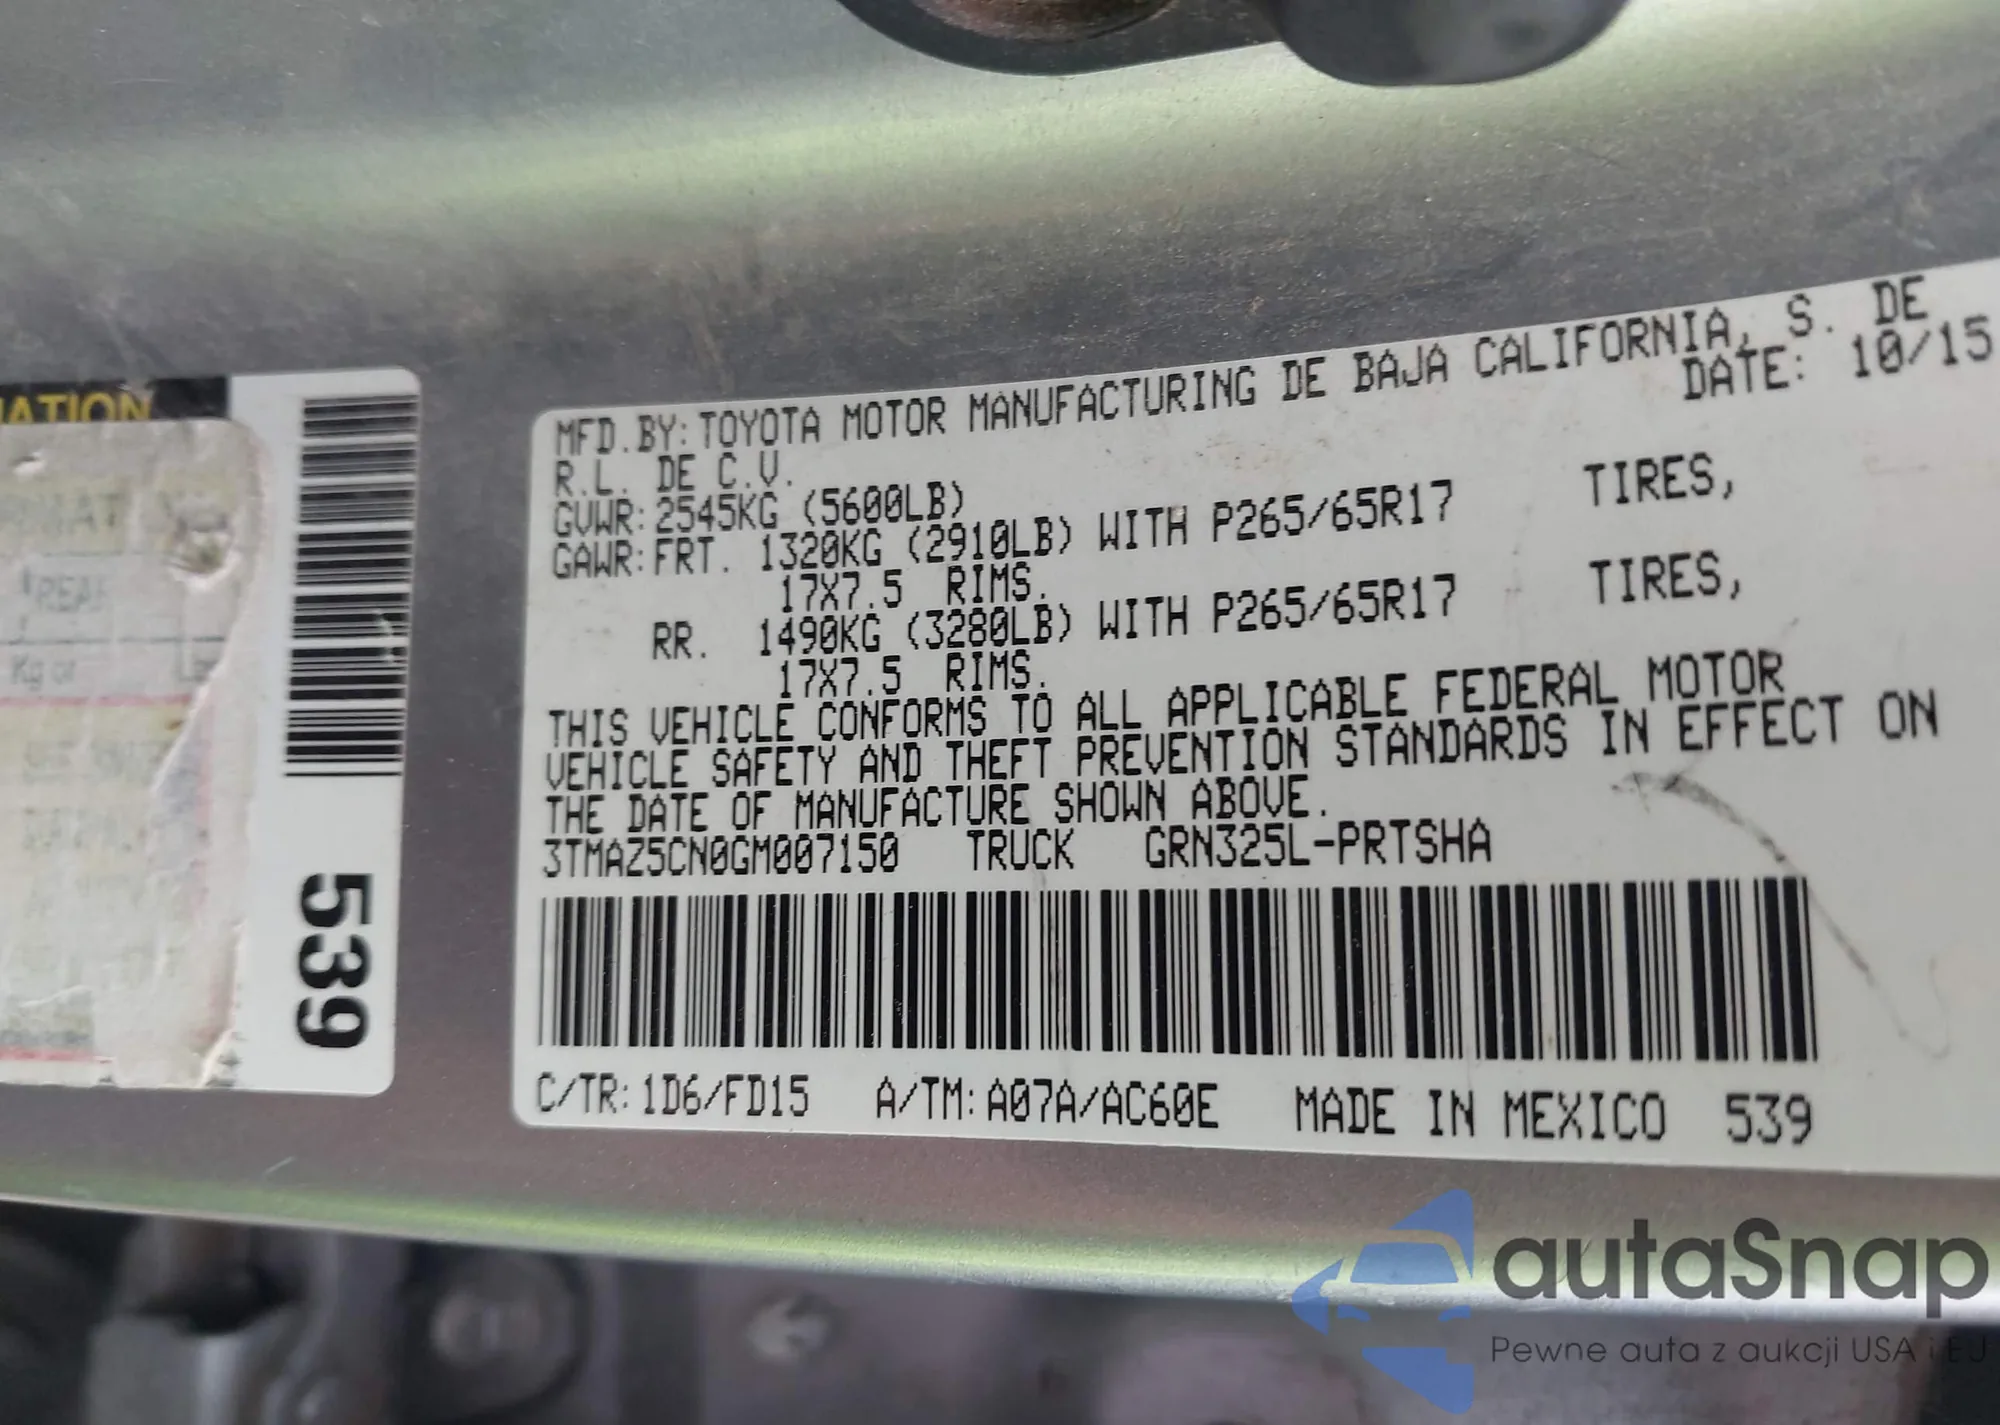 MFD.BY: TOYOTA MOTOR MANUFACTURING DE BAJA CALIFORNIA, S. DE
R.L. DE C.V. DATE: 10/15
GVWR: 2545KG (5600LB)
GAWR: FRT. 1320KG (2910LB) WITH P265/65R17 TIRES,
17X7.5 RIMS.
RR. 1490KG (3280LB) WITH P265/65R17 TIRES,
17X7.5 RIMS.
THIS VEHICLE CONFORMS TO ALL APPLICABLE FEDERAL MOTOR
VEHICLE SAFETY AND THEFT PREVENTION STANDARDS IN EFFECT ON
THE DATE OF MANUFACTURE SHOWN ABOVE.
3TMAZ5CN0GM007150 TRUCK GRN325L-PRTSHA
C/TR: 1D6/FD15 A/TM: A07A/AC60E MADE IN MEXICO 539
539
Kg or
autaSnap
Pewne auta z aukcji USA i EU